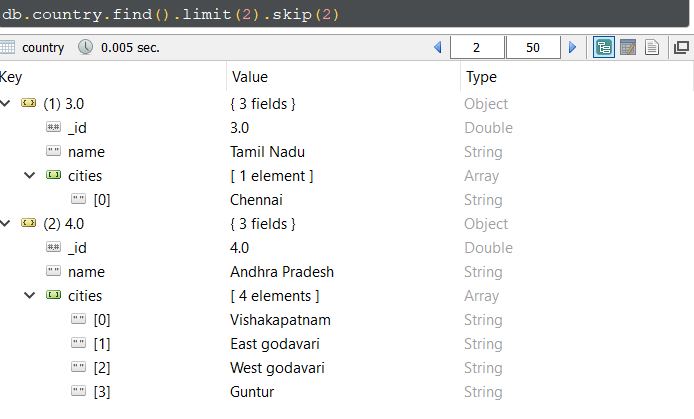 db.country.find().limit(2).skip(2)
country 0.005 sec. 2 50
Key Value Type
(1) 3.0 { 3 fields } Object
_id 3.0 Double
name Tamil Nadu String
cities [ 1 element ] Array
[0] Chennai String
(2) 4.0 { 3 fields } Object
_id 4.0 Double
name Andhra Pradesh String
cities [ 4 elements ] Array
[0] Vishakapatnam String
[1] East godavari String
[2] West godavari String
[3] Guntur String